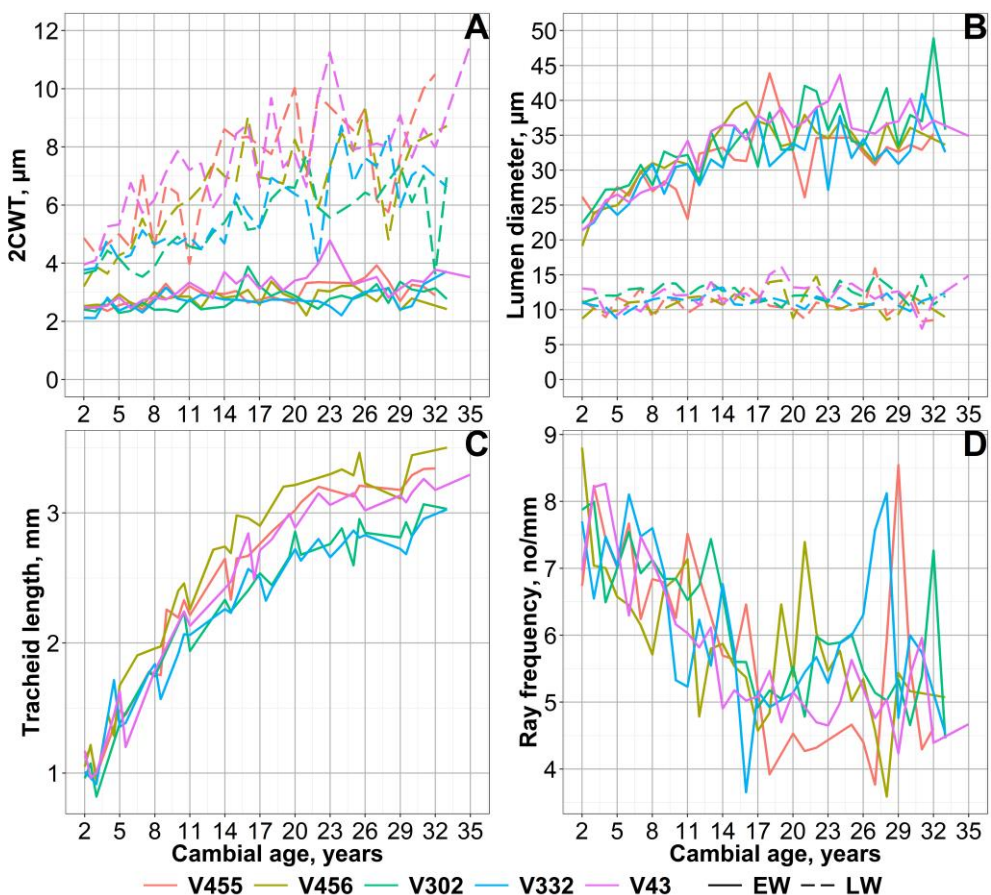 A
2CWT, µm
12
10
8
6
4
2
0
2 5 8 11 14 17 20 23 26 29 32 35
B
Lumen diameter, µm
50
45
40
35
30
25
20
15
10
5
0
2 5 8 11 14 17 20 23 26 29 32 35
C
Tracheid length, mm
3
2
1
2 5 8 11 14 17 20 23 26 29 32 35
Cambial age, years
D
Ray frequency, no/mm
9
8
7
6
5
4
2 5 8 11 14 17 20 23 26 29 32 35
Cambial age, years
V455 V456 V302 V332 V43 EW LW